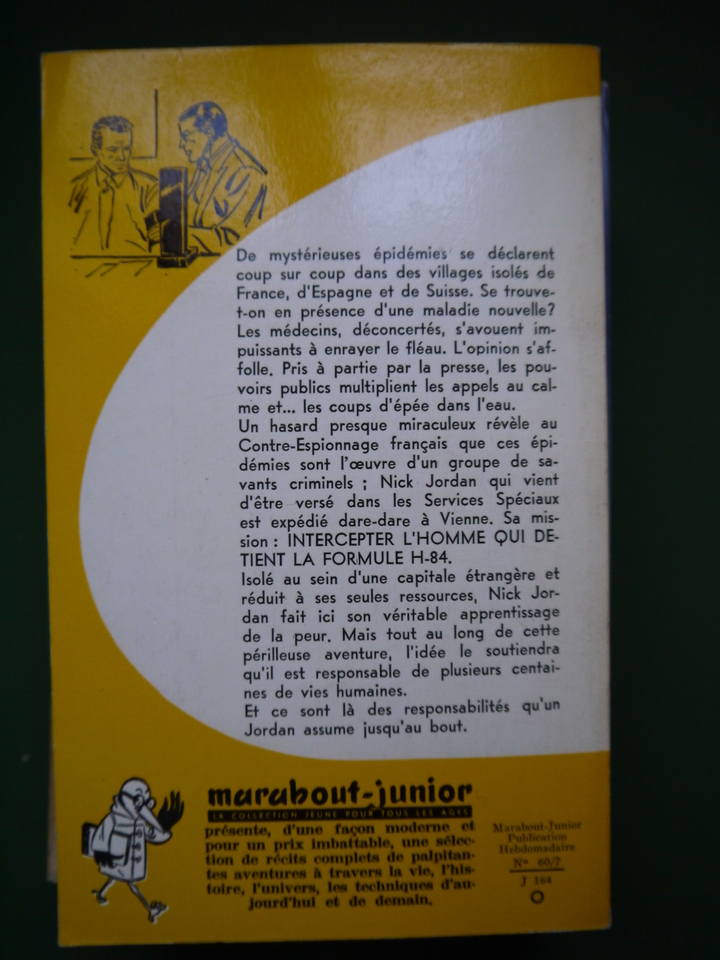 De mystérieuses épidémies se déclarent
coup sur coup dans des villages isolés de
France, d'Espagne et de Suisse. Se trouve-
t-on en présence d'une maladie nouvelle?
Les médecins, déconcertés, s'avouent im-
puissants à enrayer le fléau. L'opinion s'af-
folle. Pris à partie par la presse, les pou-
voirs publics multiplient les appels au cal-
me et... les coups d'épée dans l'eau.
Un hasard presque miraculeux révèle au
Contre-Espionnage français que ces épi-
démies sont l'œuvre d'un groupe de sa-
vants criminels ; Nick Jordan qui vient
d'être versé dans les Services Spéciaux
est expédié dare-dare à Vienne. Sa mis-
sion : INTERCEPTER L'HOMME QUI DE-
TIENT LA FORMULE H-84.
Isolé au sein d'une capitale étrangère et
réduit à ses seules ressources, Nick Jor-
dan fait ici son véritable apprentissage
de la peur. Mais tout au long de cette
périlleuse aventure, l'idée le soutiendra
qu'il est responsable de plusieurs centai-
nes de vies humaines.
Et ce sont là des responsabilités qu'un
Jordan assume jusqu'au bout.
marabout-junior
LA COLLECTION JEUNE POUR TOUS LES AGES
présente, d'une façon moderne et
pour un prix imbattable, une sélec-
tion de récits complets de palpitan-
tes aventures à travers la vie, l'his-
toire, l'univers, les techniques d'au-
jourd'hui et de demain.
Marabout-Junior
Publication
Hebdomadaire
N° 60/7
J 164